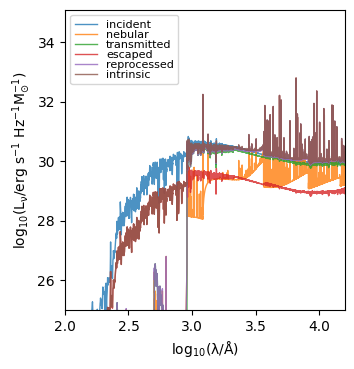 incident
nebular
transmitted
escaped
reprocessed
intrinsic
34
32
30
28
26
2.0 2.5 3.0 3.5 4.0
log₁₀(λ/Å)
log₁₀(Lν/erg s⁻¹ Hz⁻¹M⊙⁻¹)